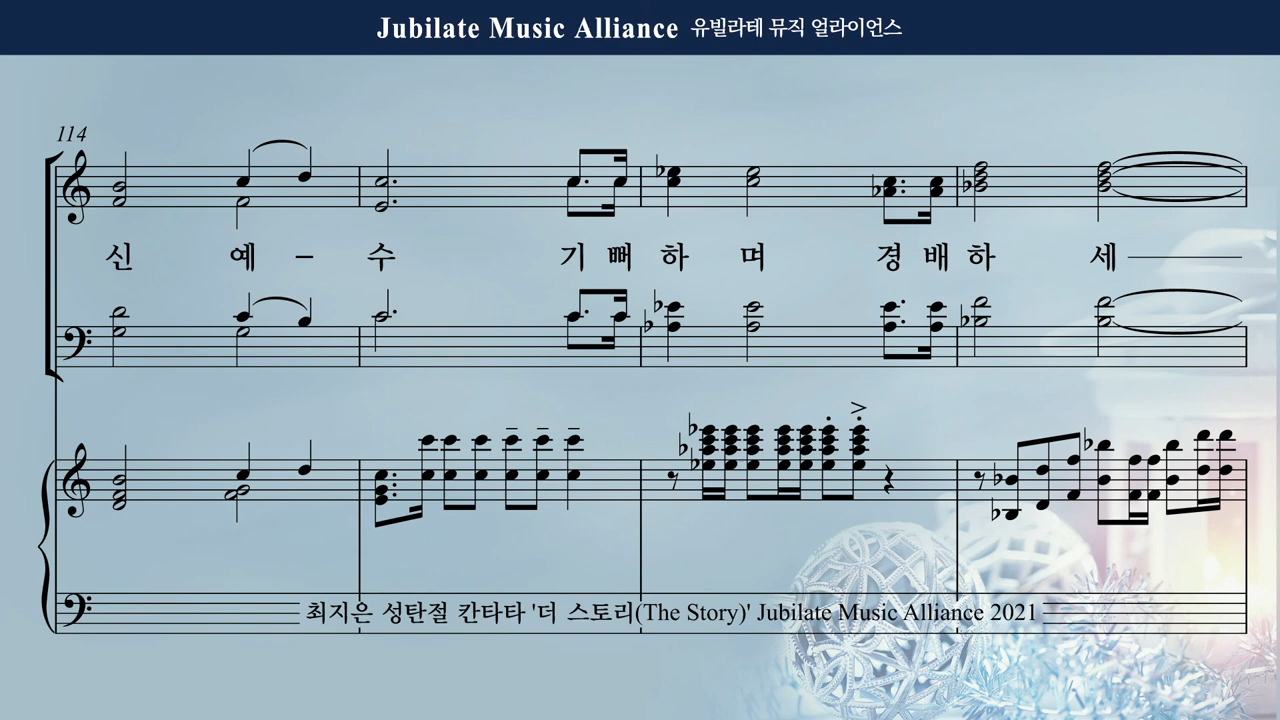 Jubilate Music Alliance 유빌라테 뮤직 얼라이언스
114
신 예 – 수 기 뻐 하 며 경 배 하 세
최지은 성탄절 칸타타 '더 스토리(The Story)' Jubilate Music Alliance 2021